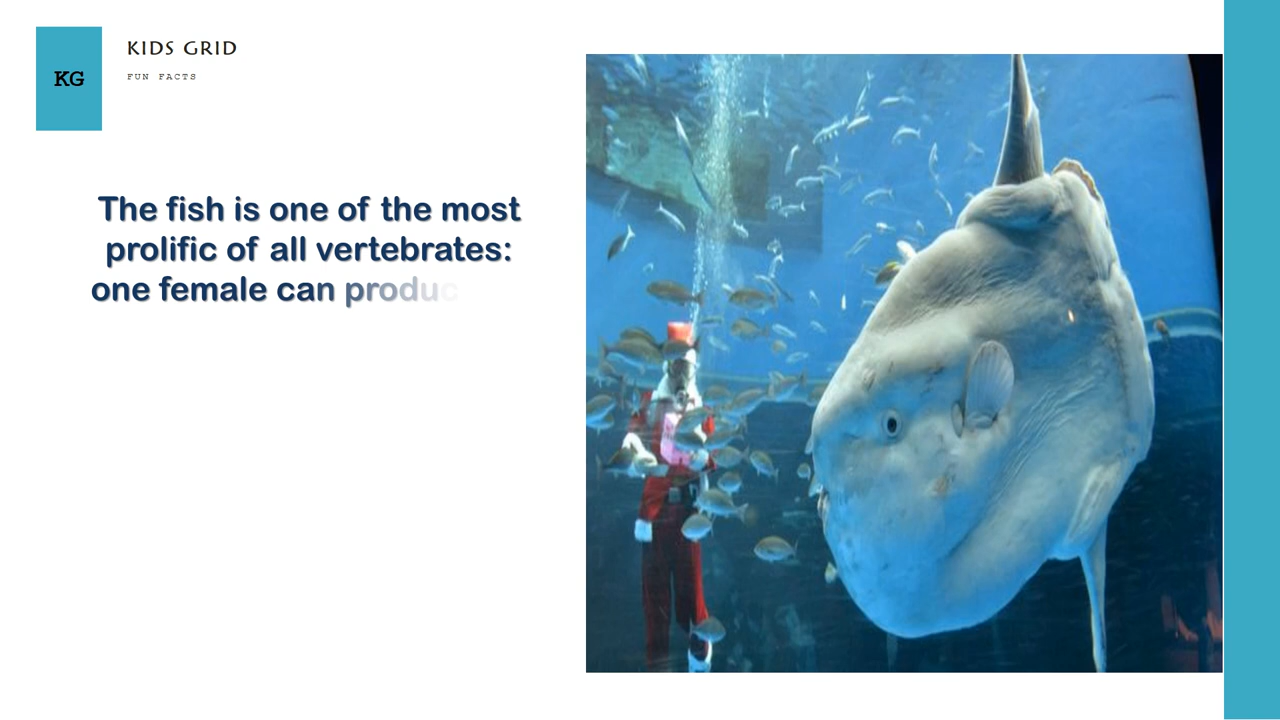 KG
KIDS GRID
FUN FACTS
The fish is one of the most
prolific of all vertebrates:
one female can produc